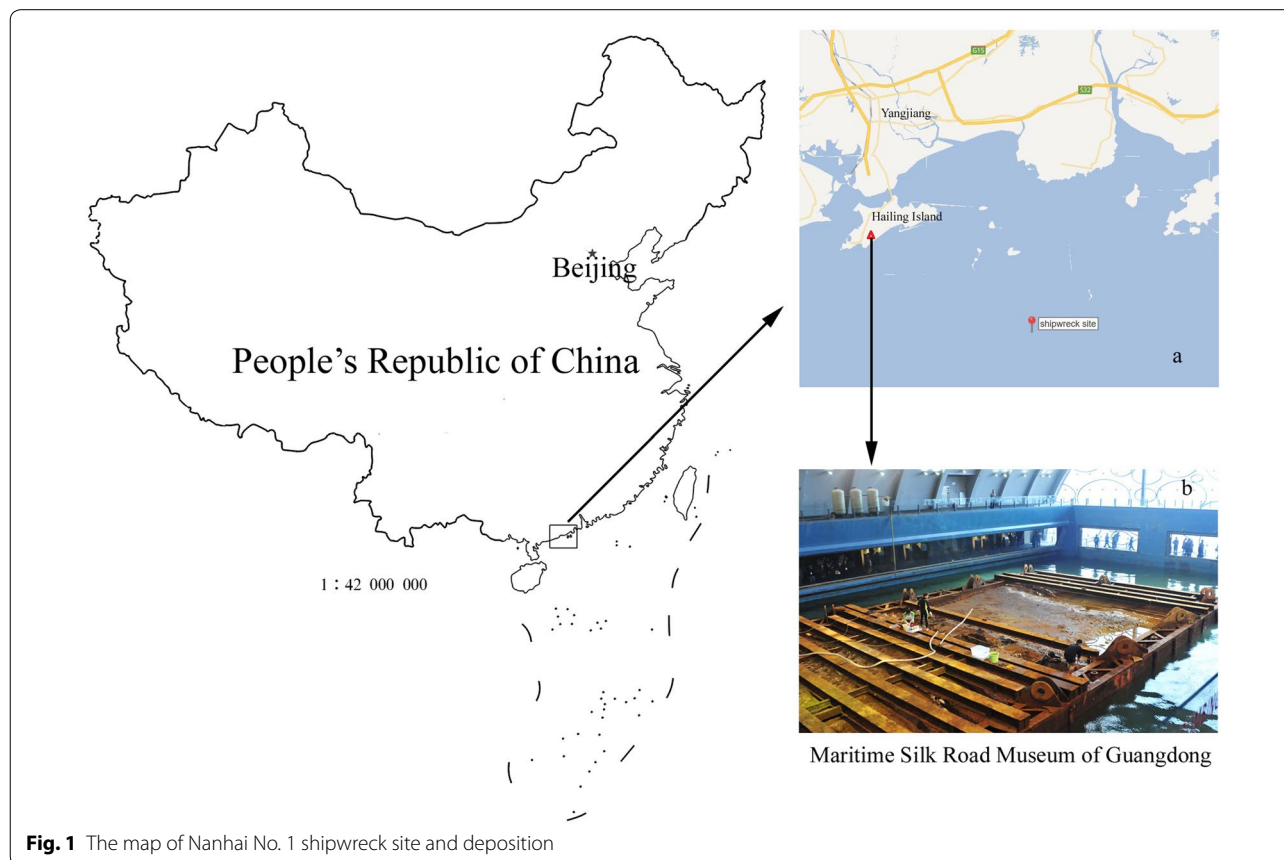 Beijing
People's Republic of China
1：42 000 000
G15
S32
Yangjiang
Hailing Island
shipwreck site
a
b
Maritime Silk Road Museum of Guangdong
Fig. 1 The map of Nanhai No. 1 shipwreck site and deposition